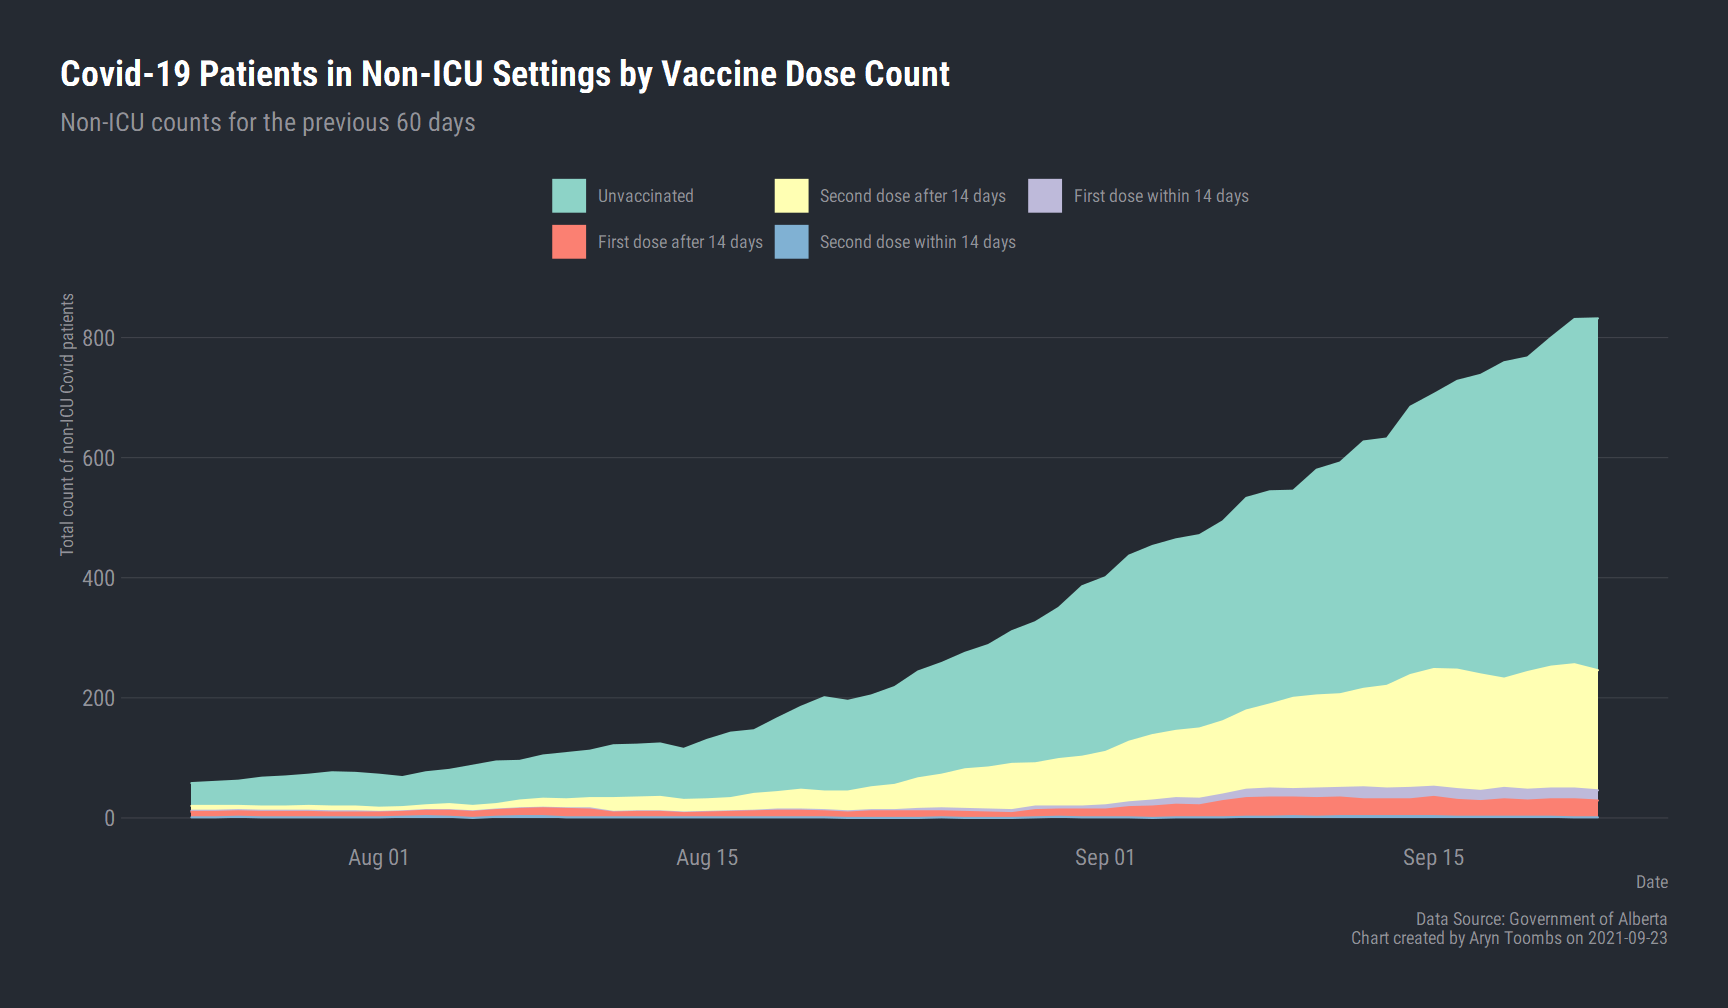 Covid-19 Patients in Non-ICU Settings by Vaccine Dose Count
Non-ICU counts for the previous 60 days
Unvaccinated
Second dose after 14 days
First dose within 14 days
First dose after 14 days
Second dose within 14 days
Total count of non-ICU Covid patients
800
600
400
200
0
Aug 01
Aug 15
Sep 01
Sep 15
Date
Data Source: Government of Alberta
Chart created by Aryn Toombs on 2021-09-23